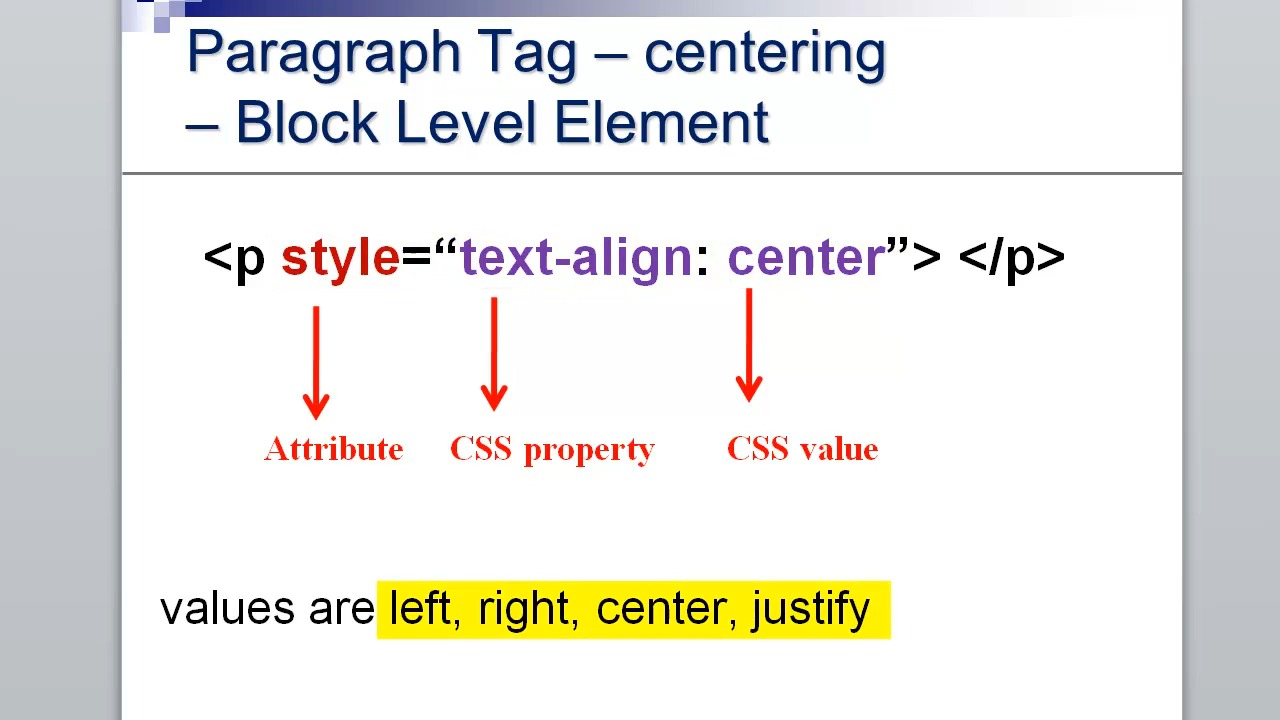 Paragraph Tag – centering
– Block Level Element
<p style=“text-align: center”> </p>
Attribute CSS property CSS value
values are left, right, center, justify